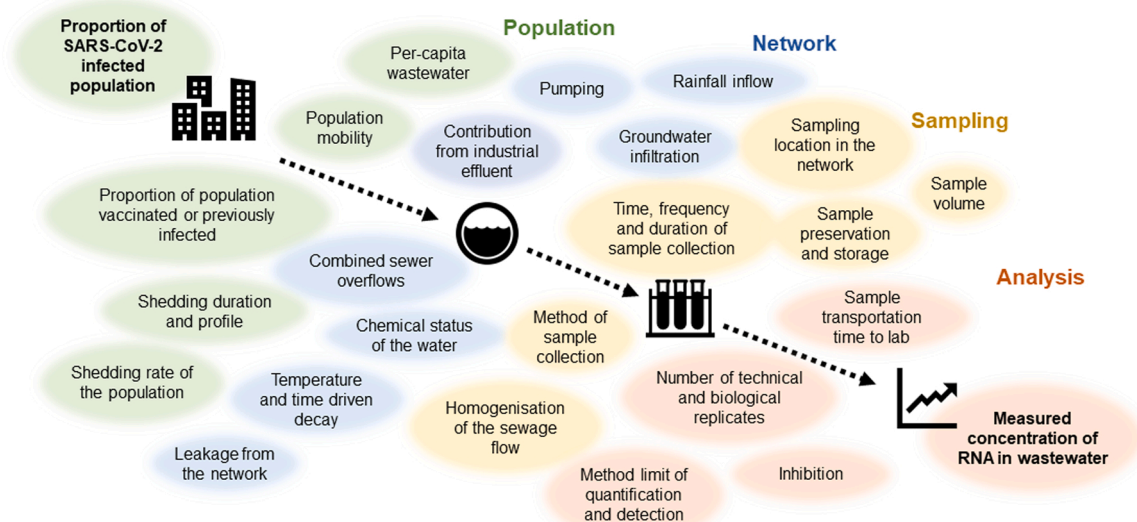 Proportion of
SARS-CoV-2
infected
population
Population
Per-capita
wastewater
Network
Pumping
Rainfall inflow
Population
mobility
Contribution
from industrial
effluent
Groundwater
infiltration
Sampling
location in the
network
Sampling
Sample
volume
Proportion of population
vaccinated or previously
infected
Time, frequency
and duration of
sample collection
Sample
preservation
and storage
Combined sewer
overflows
Analysis
Shedding duration
and profile
Chemical status
of the water
Method of
sample
collection
Sample
transportation
time to lab
Shedding rate of
the population
Temperature
and time driven
decay
Homogenisation
of the sewage
flow
Number of technical
and biological
replicates
Measured
concentration of
RNA in wastewater
Leakage from
the network
Method limit of
quantification
and detection
Inhibition